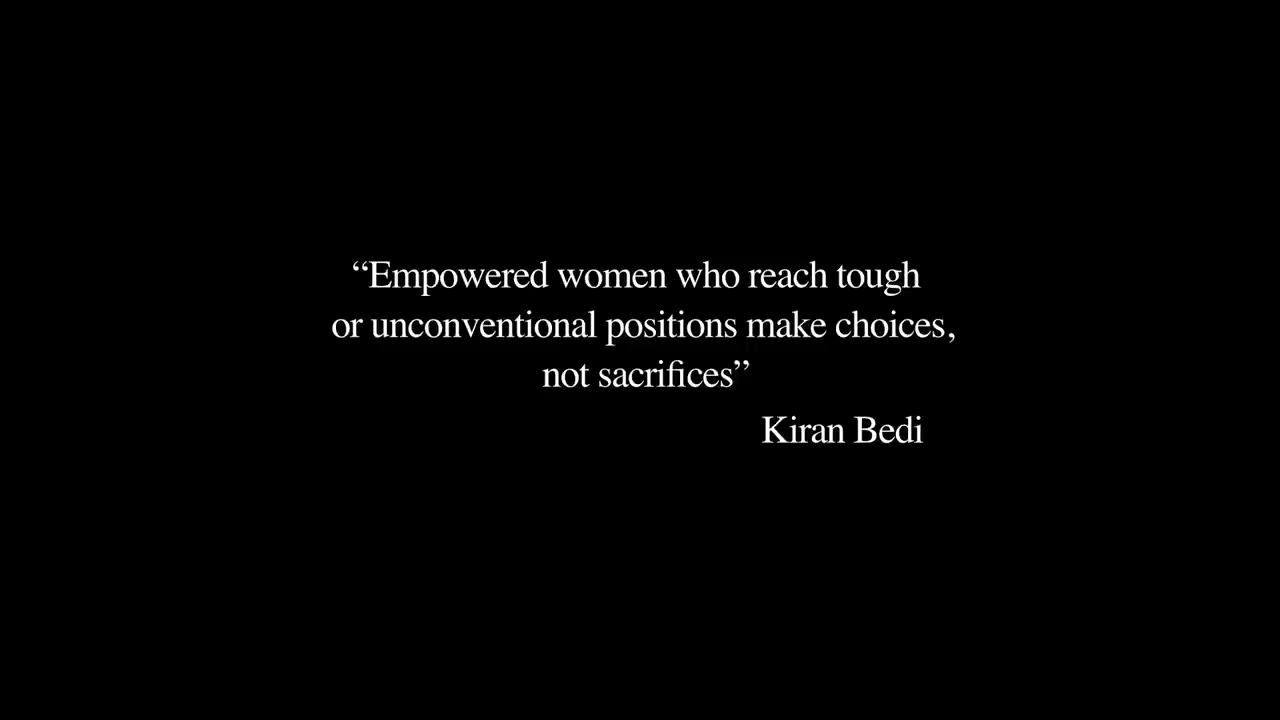 “Empowered women who reach tough
or unconventional positions make choices,
not sacrifices”
Kiran Bedi